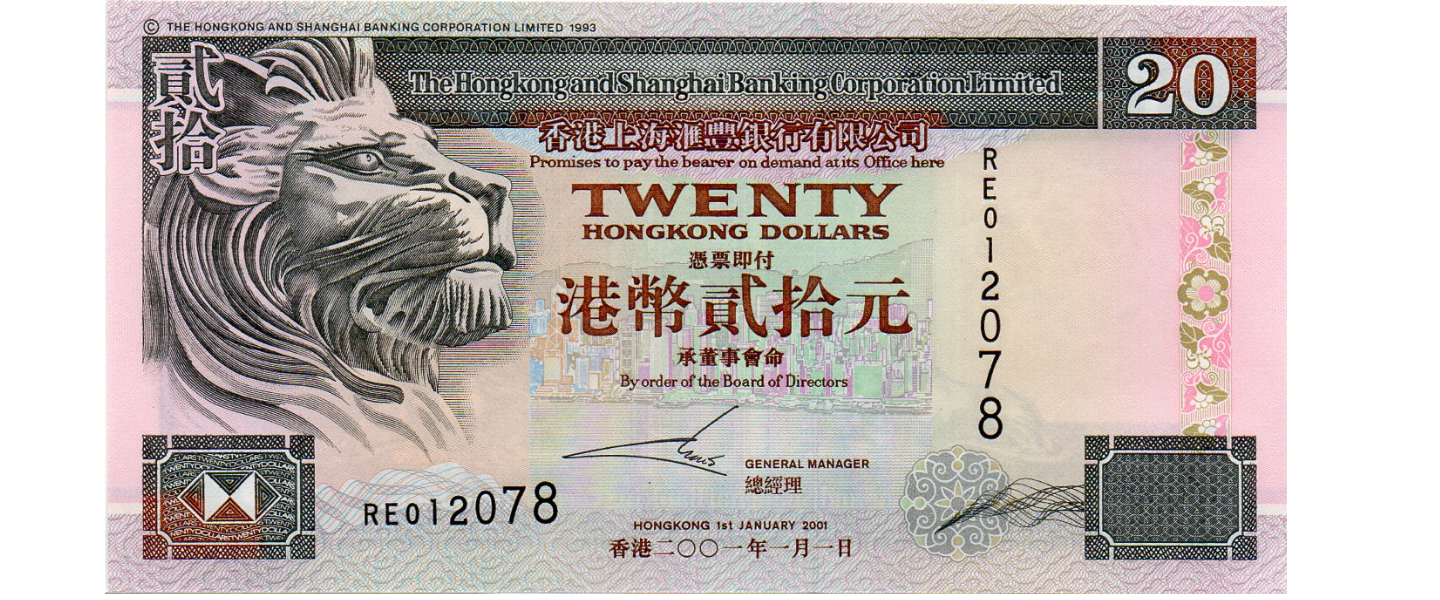 © THE HONGKONG AND SHANGHAI BANKING CORPORATION LIMITED 1993
貳拾
The Hongkong and Shanghai Banking Corporation Limited
20
香港上海滙豐銀行有限公司
Promises to pay the bearer on demand at its Office here
TWENTY
HONGKONG DOLLARS
憑票即付
港幣貳拾元
承董事會命
By order of the Board of Directors
RE012078
GENERAL MANAGER
總經理
RE012078
HONGKONG 1st JANUARY 2001
香港二〇〇一年一月一日